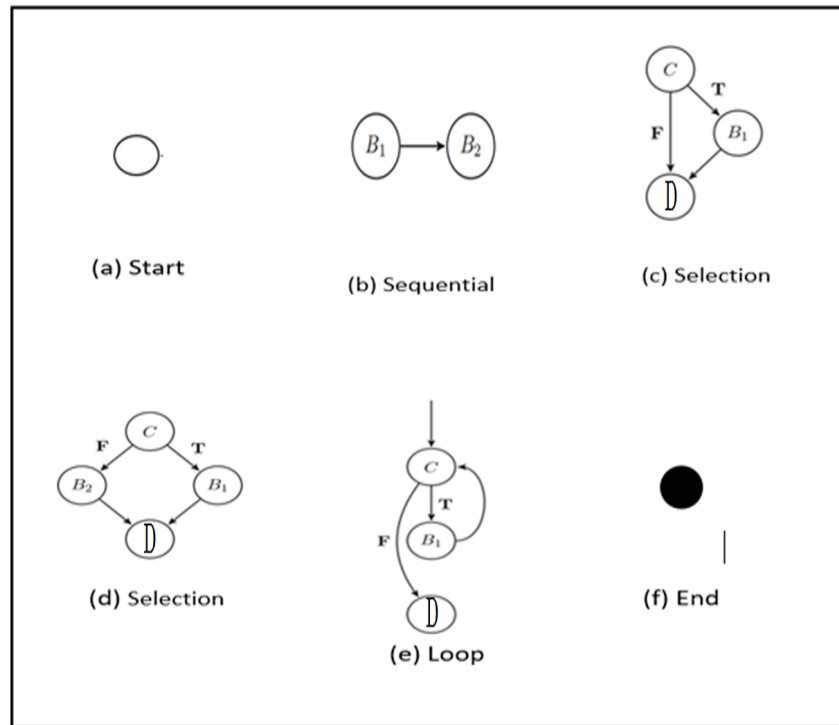 C
T
F
B₁
D
B₁ B₂
(a) Start
(b) Sequential
(c) Selection
C
F T
B₂ B₁
D
(d) Selection
C
T
F B₁
D
(e) Loop
(f) End